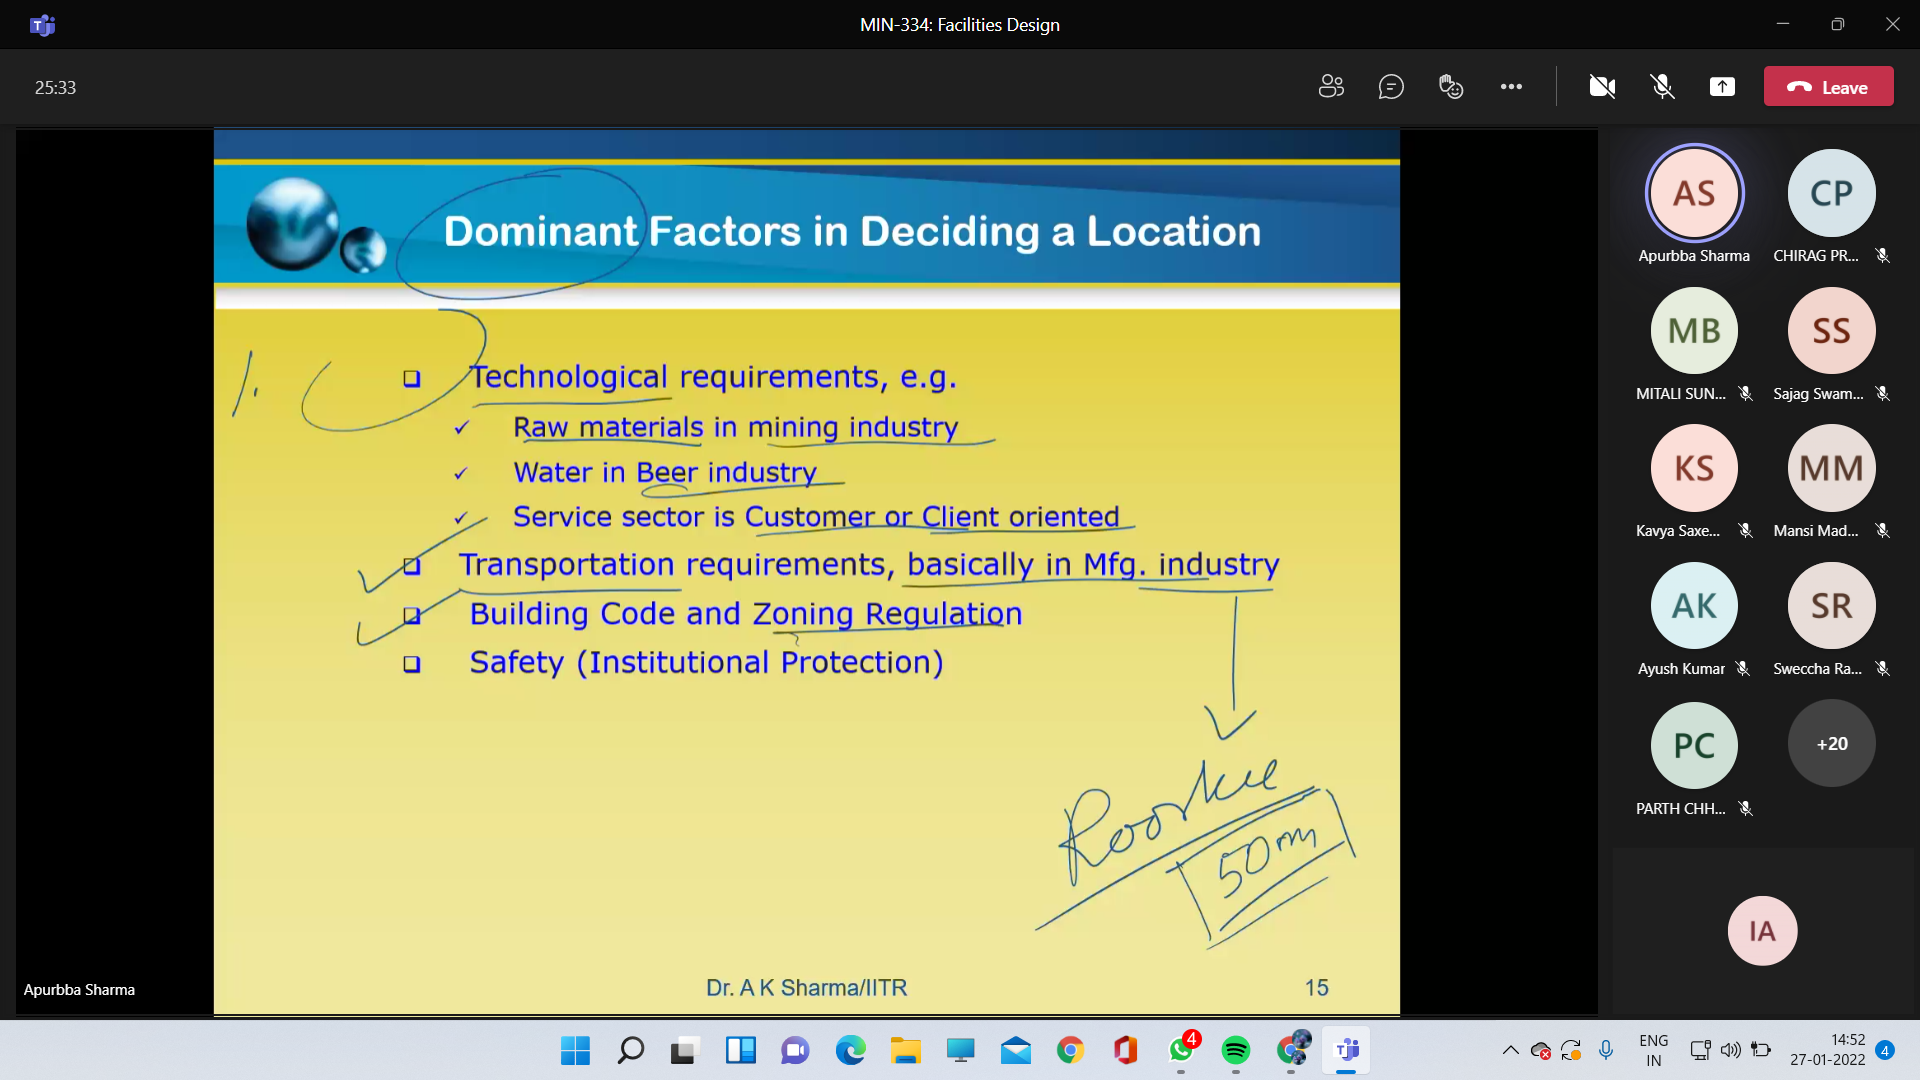 MIN-334: Facilities Design
25:33
Leave
Dominant Factors in Deciding a Location
1.
Technological requirements, e.g.
Raw materials in mining industry
Water in Beer industry
Service sector is Customer or Client oriented
Transportation requirements, basically in Mfg. industry
Building Code and Zoning Regulation
Safety (Institutional Protection)
Roorkee
50m
Dr. A K Sharma/IITR
15
Apurbba Sharma
AS
CP
Apurbba Sharma
CHIRAG PR...
MB
SS
MITALI SUN...
Sajag Swam...
KS
MM
Kavya Saxe...
Mansi Mad...
AK
SR
Ayush Kumar
Sweccha Ra...
PC
+20
PARTH CHH...
IA
4
ENG
IN
14:52
27-01-2022
4